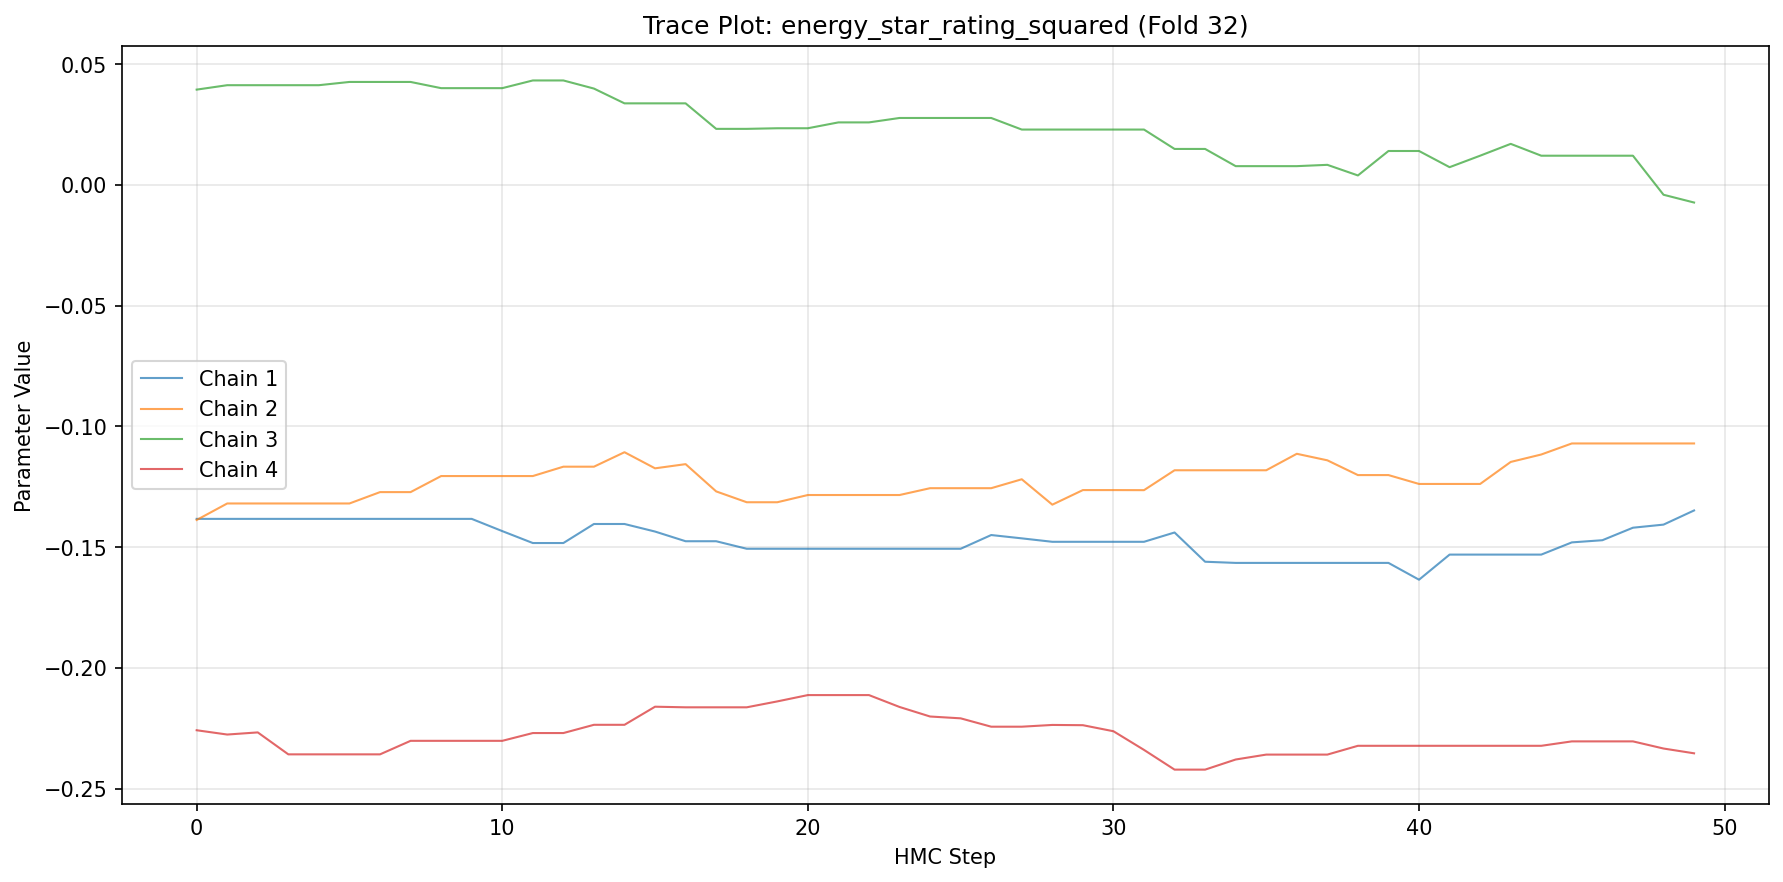 Trace Plot: energy_star_rating_squared (Fold 32)
Parameter Value
0.05
0.00
−0.05
−0.10
−0.15
−0.20
−0.25
Chain 1
Chain 2
Chain 3
Chain 4
0 10 20 30 40 50
HMC Step